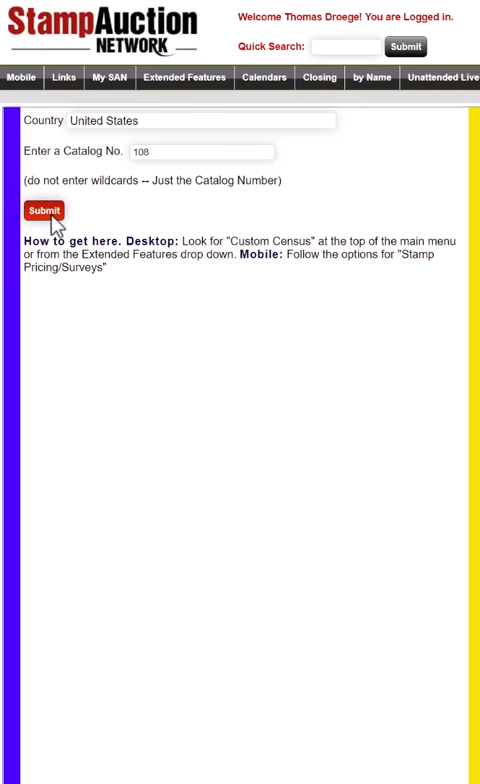 StampAuction
NETWORK
Welcome Thomas Droege! You are Logged in.
Quick Search: Submit
Mobile Links My SAN Extended Features Calendars Closing by Name Unattended Live
Country United States
Enter a Catalog No. 108
(do not enter wildcards -- Just the Catalog Number)
Submit
How to get here. Desktop: Look for "Custom Census" at the top of the main menu
or from the Extended Features drop down. Mobile: Follow the options for "Stamp
Pricing/Surveys"